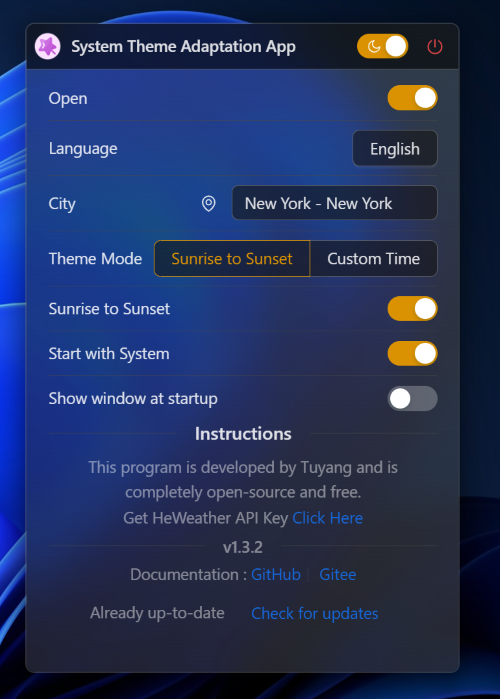 System Theme Adaptation App
Open
Language English
City New York - New York
Theme Mode Sunrise to Sunset Custom Time
Sunrise to Sunset
Start with System
Show window at startup
Instructions
This program is developed by Tuyang and is
completely open-source and free.
Get HeWeather API Key Click Here
v1.3.2
Documentation : GitHub Gitee
Already up-to-date Check for updates